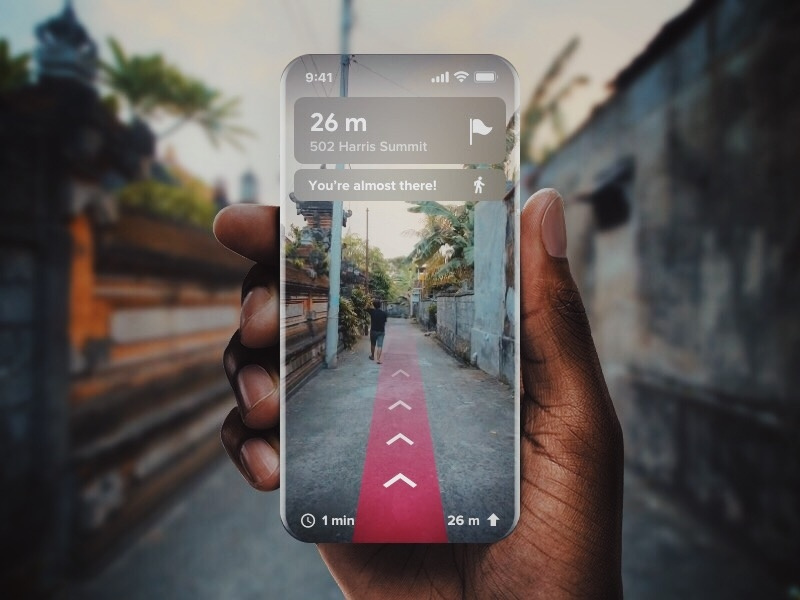 9:41
26 m
502 Harris Summit
You're almost there!
1 min
26 m